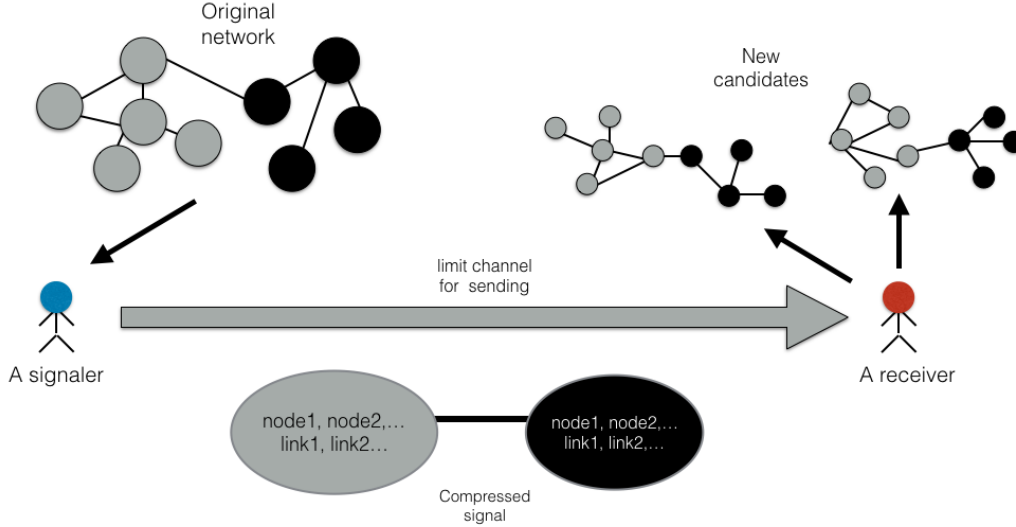 Original
network
New
candidates
limit channel
for sending
A signaler
A receiver
node1, node2,...
link1, link2...
node1, node2,...
link1, link2,...
Compressed
signal